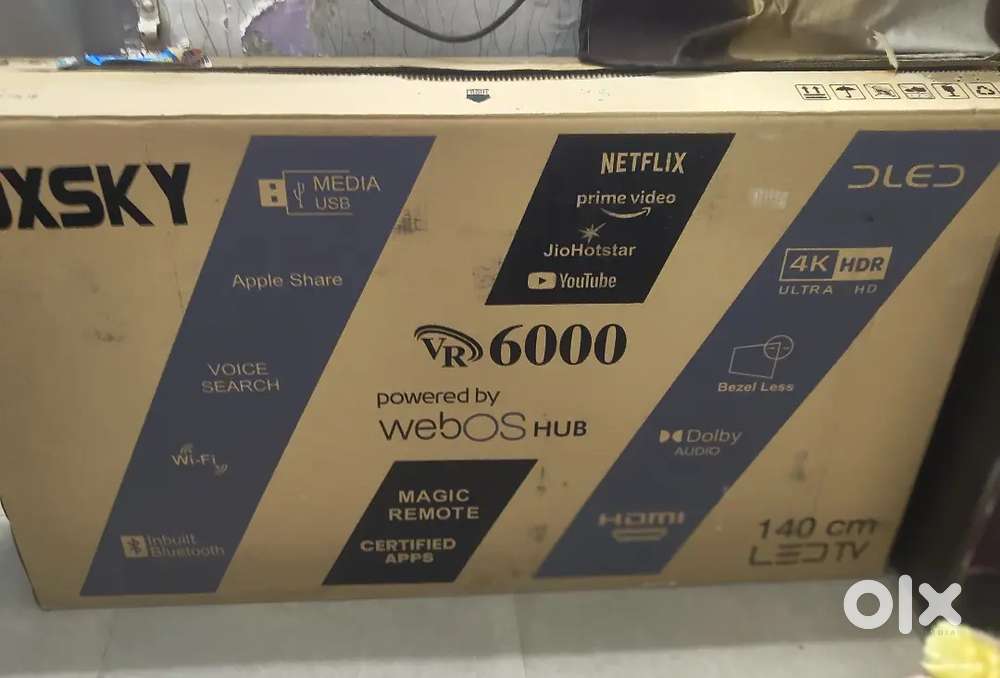 XSKY
MEDIA
USB
Apple Share
VOICE
SEARCH
Wi-Fi
Inbuilt
Bluetooth
NETFLIX
prime video
JioHotstar
YouTube
VR 6000
powered by
webOS HUB
MAGIC
REMOTE
CERTIFIED
APPS
DLED
4K HDR
ULTRA HD
Bezel Less
Dolby
AUDIO
HDMI
140 cm
LED TV
olx